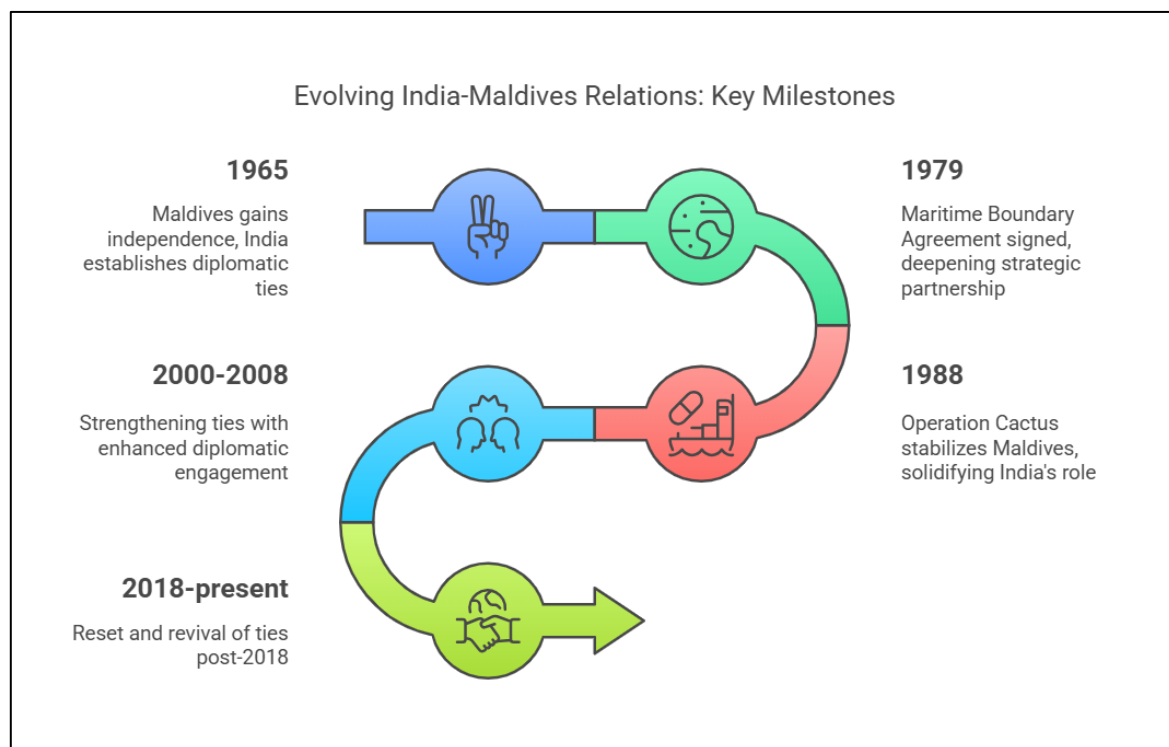 Evolving India-Maldives Relations: Key Milestones
1965
Maldives gains
independence, India
establishes diplomatic
ties
1979
Maritime Boundary
Agreement signed,
deepening strategic
partnership
1988
Operation Cactus
stabilizes Maldives,
solidifying India's role
2000-2008
Strengthening ties with
enhanced diplomatic
engagement
2018-present
Reset and revival of ties
post-2018